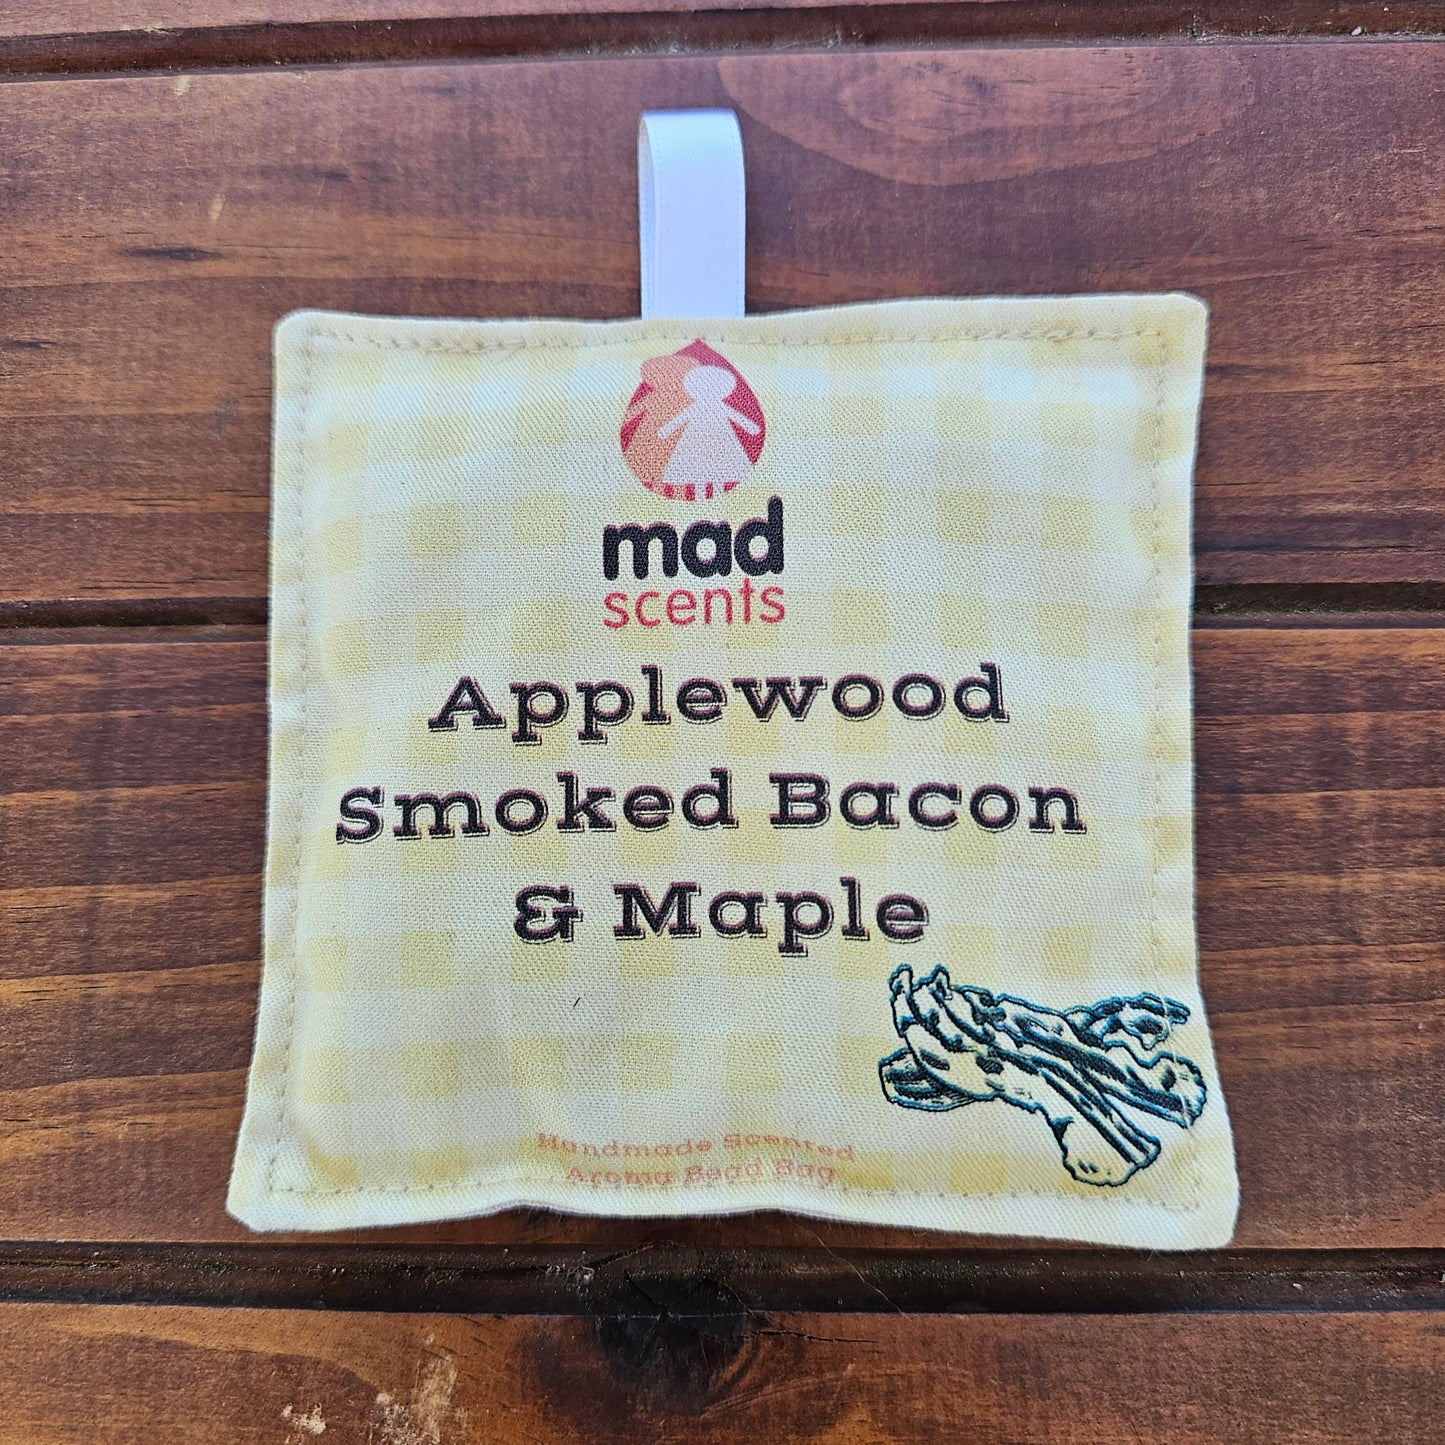 mad
scents
Applewood
Smoked Bacon
& Maple
Handmade Scented
Aroma Bead Bag